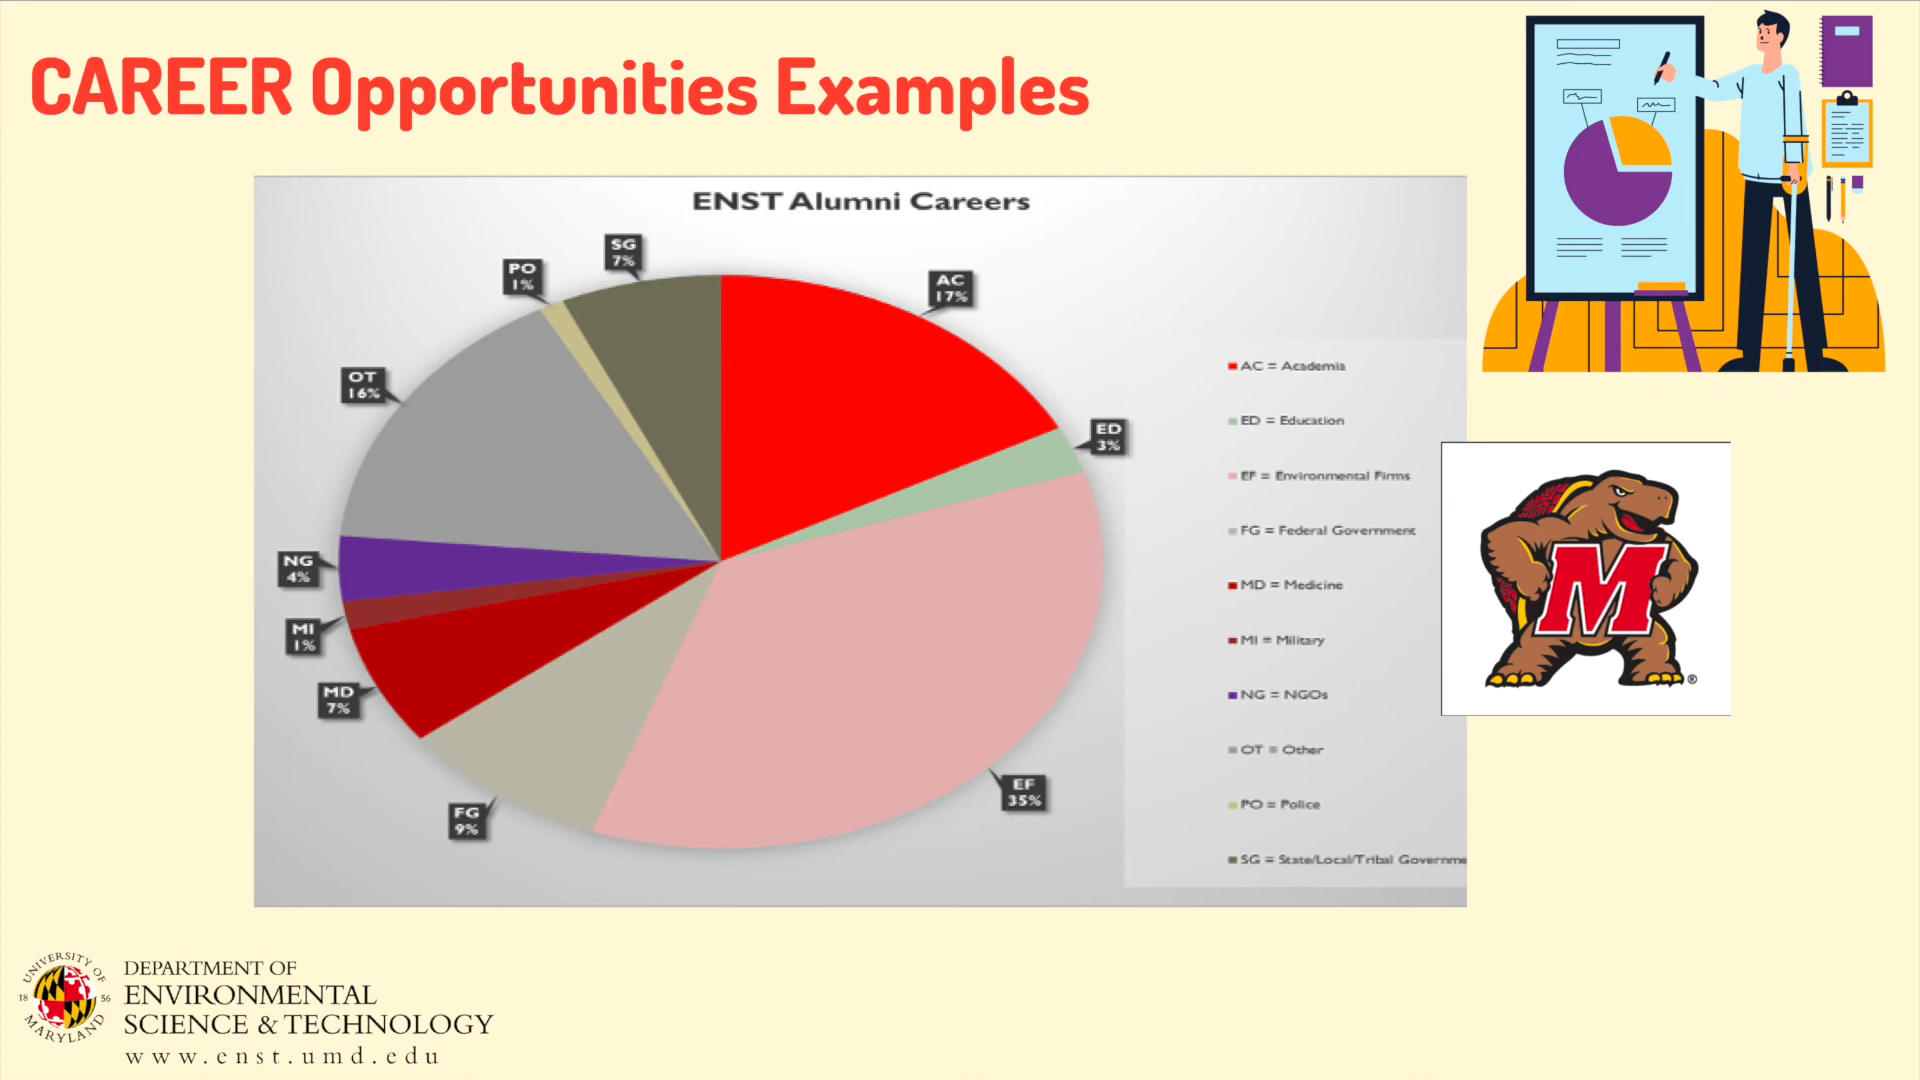 CAREER Opportunities Examples
ENST Alumni Careers
SG
7%
PO
1%
AC
17%
OT
16%
ED
3%
NG
4%
MI
1%
MD
7%
FG
9%
EF
35%
AC = Academia
ED = Education
EF = Environmental Firms
FG = Federal Government
MD = Medicine
MI = Military
NG = NGOs
OT = Other
PO = Police
SG = State/Local/Tribal Governme
M
®
UNIVERSITY OF
18 56
MARYLAND
DEPARTMENT OF
ENVIRONMENTAL
SCIENCE & TECHNOLOGY
www.enst.umd.edu